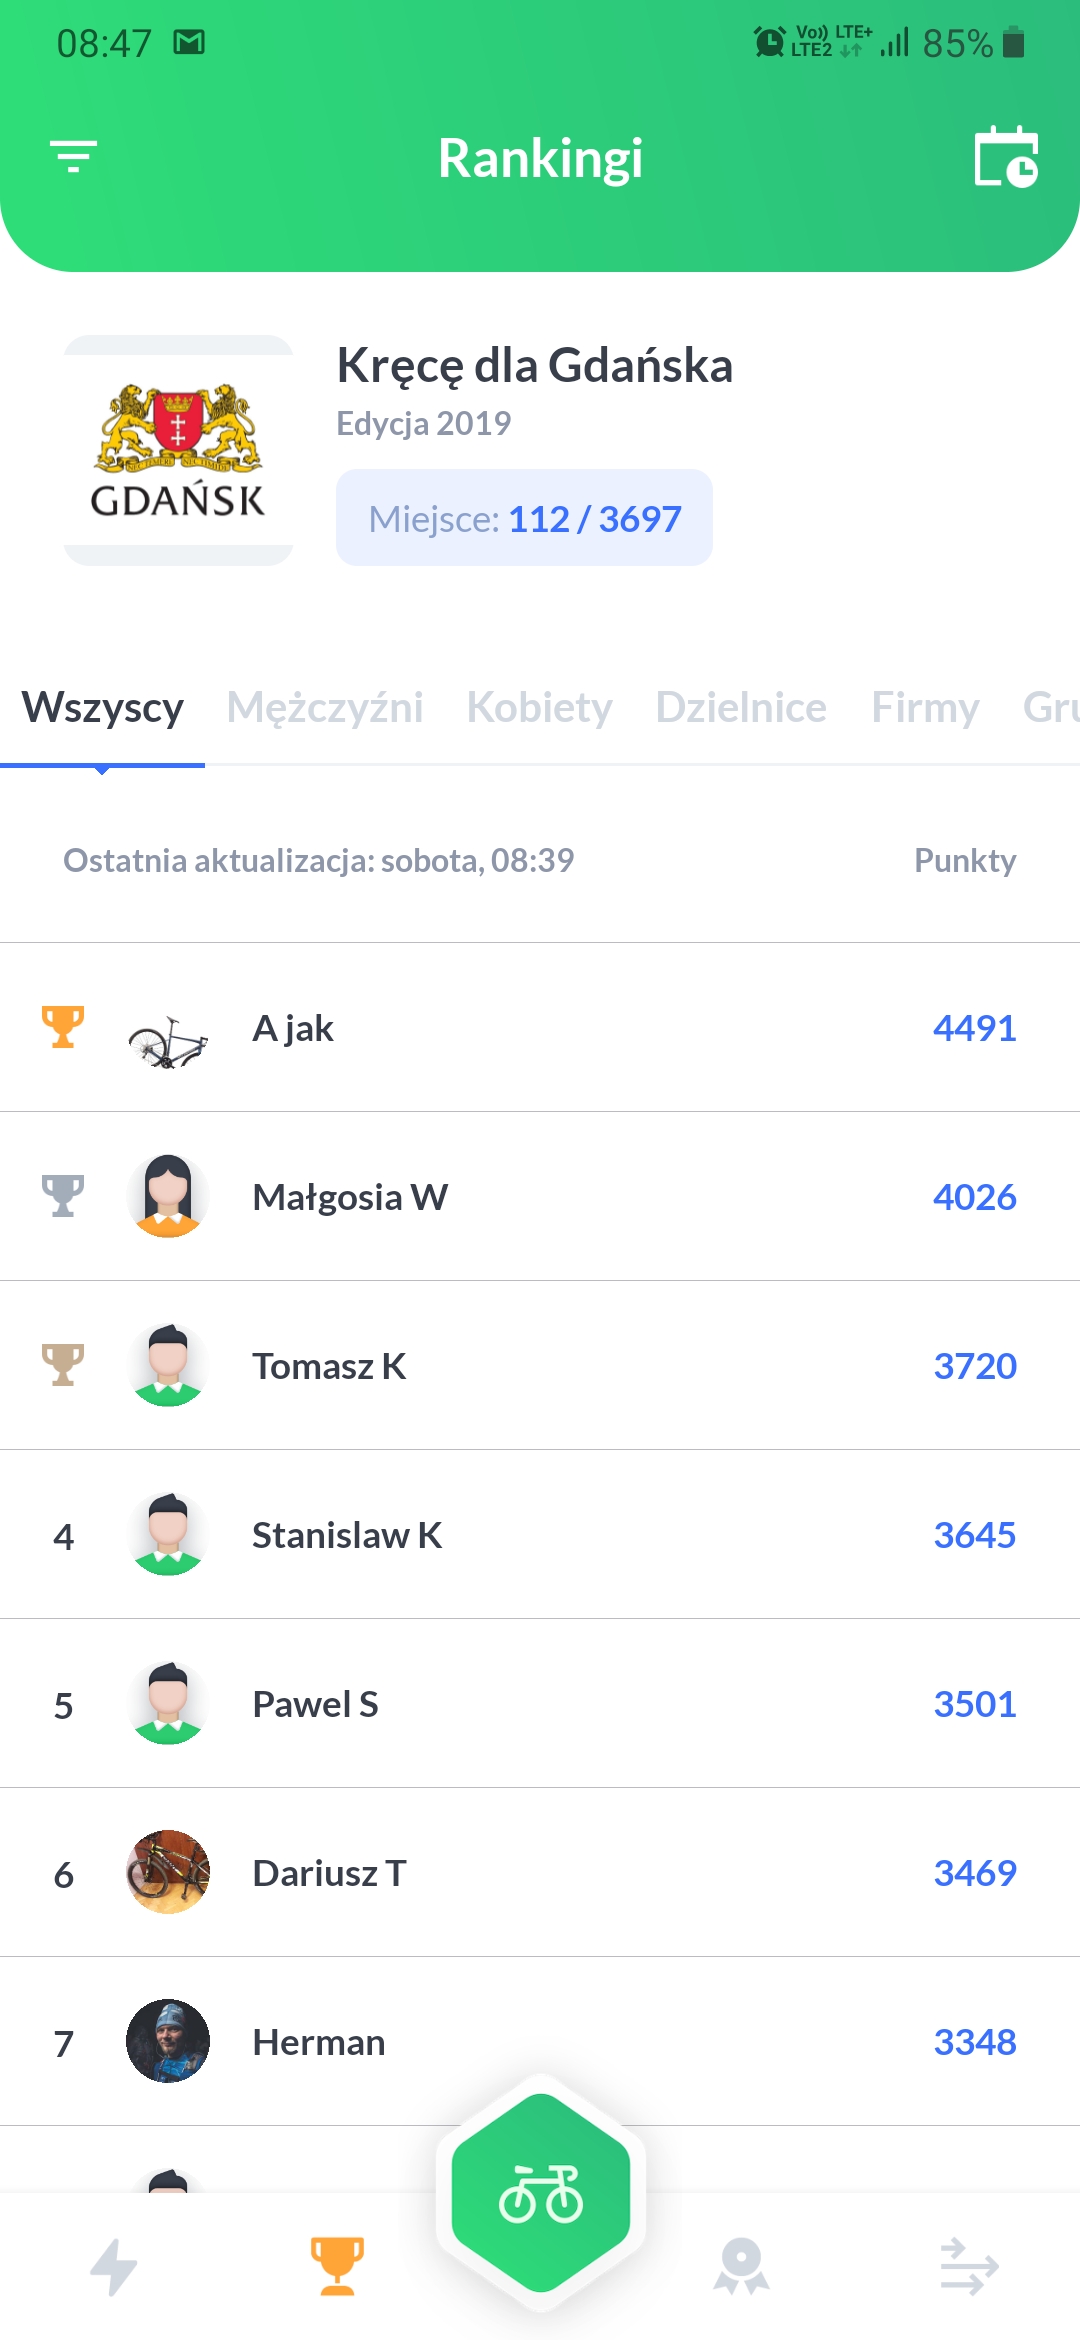 08:47
Vo)) LTE+
LTE2
85%
Rankingi
GDAŃSK
Kręcę dla Gdańska
Edycja 2019
Miejsce: 112 / 3697
Wszyscy Mężczyźni Kobiety Dzielnice Firmy Gru
Ostatnia aktualizacja: sobota, 08:39 Punkty
A jak 4491
Małgosia W 4026
Tomasz K 3720
4 Stanislaw K 3645
5 Pawel S 3501
6 Dariusz T 3469
7 Herman 3348